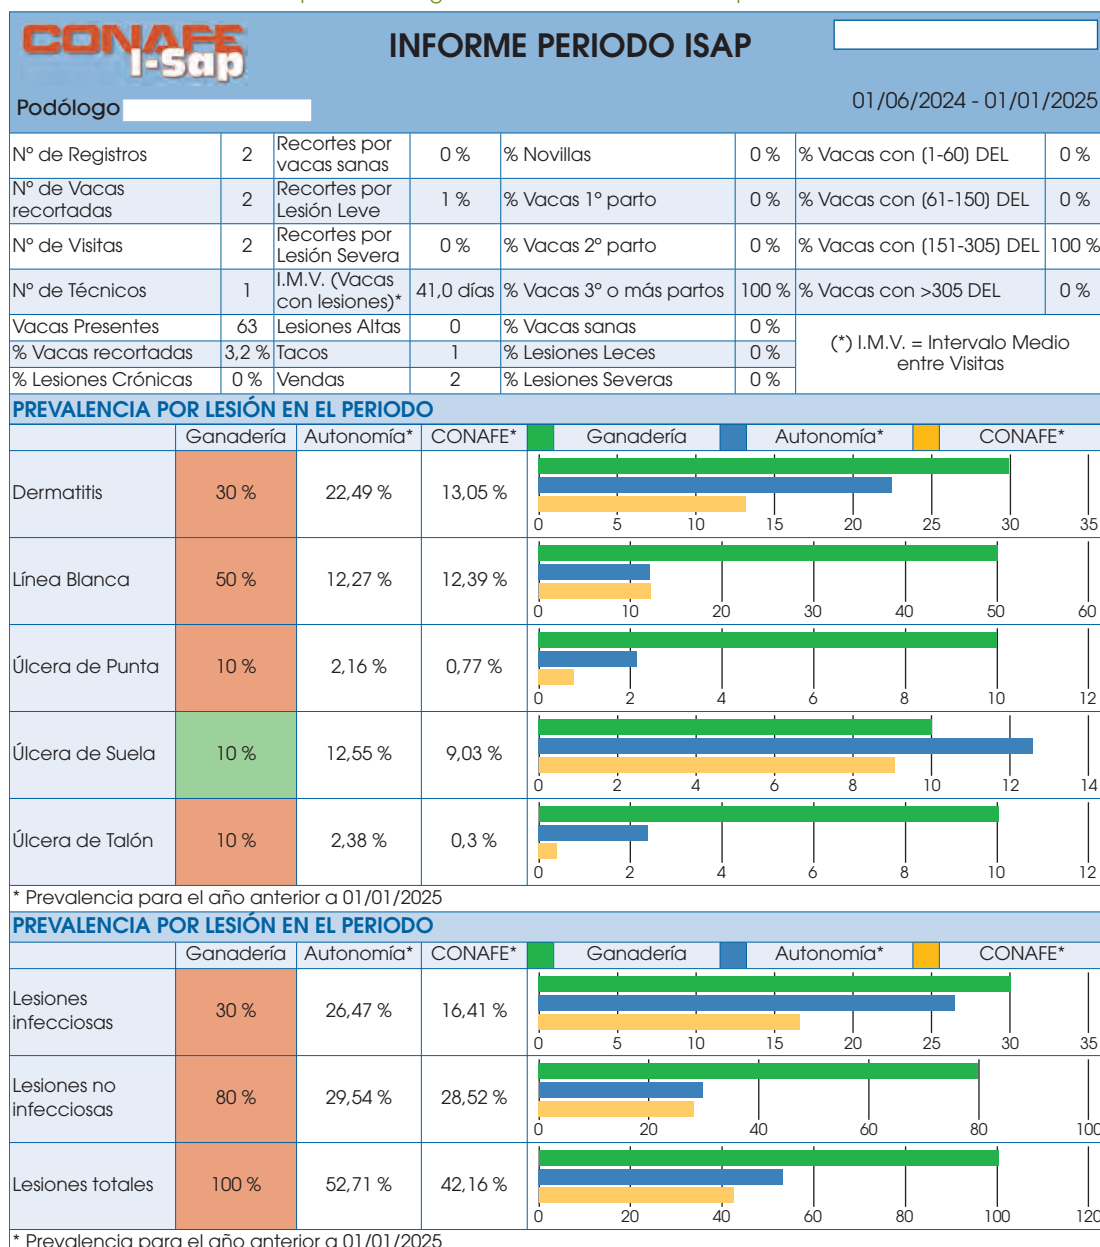 CONAFE
I-Sap
INFORME PERIODO ISAP
Podólogo
01/06/2024 - 01/01/2025
Nº de Registros 2 Recortes por vacas sanas 0 % % Novillas 0 % % Vacas con (1-60) DEL 0 %
Nº de Vacas recortadas 2 Recortes por Lesión Leve 1 % % Vacas 1º parto 0 % % Vacas con (61-150) DEL 0 %
Nº de Visitas 2 Recortes por Lesión Severa 0 % % Vacas 2º parto 0 % % Vacas con (151-305) DEL 100 %
Nº de Técnicos 1 I.M.V. (Vacas con lesiones)* 41,0 días % Vacas 3º o más partos 100 % % Vacas con >305 DEL 0 %
Vacas Presentes 63 Lesiones Altas 0 % Vacas sanas 0 %
% Vacas recortadas 3,2 % Tacos 1 % Lesiones Leces 0 %
% Lesiones Crónicas 0 % Vendas 2 % Lesiones Severas 0 %
(*) I.M.V. = Intervalo Medio
entre Visitas
PREVALENCIA POR LESIÓN EN EL PERIODO
Ganadería Autonomía* CONAFE* Ganadería Autonomía* CONAFE*
Dermatitis 30 % 22,49 % 13,05 %
0 5 10 15 20 25 30 35
Línea Blanca 50 % 12,27 % 12,39 %
0 10 20 30 40 50 60
Úlcera de Punta 10 % 2,16 % 0,77 %
0 2 4 6 8 10 12
Úlcera de Suela 10 % 12,55 % 9,03 %
0 2 4 6 8 10 12 14
Úlcera de Talón 10 % 2,38 % 0,3 %
0 2 4 6 8 10 12
* Prevalencia para el año anterior a 01/01/2025
PREVALENCIA POR LESIÓN EN EL PERIODO
Ganadería Autonomía* CONAFE* Ganadería Autonomía* CONAFE*
Lesiones infecciosas 30 % 26,47 % 16,41 %
0 5 10 15 20 25 30 35
Lesiones no infecciosas 80 % 29,54 % 28,52 %
0 20 40 60 80 100
Lesiones totales 100 % 52,71 % 42,16 %
0 20 40 60 80 100 120
* Prevalencia para el año anterior a 01/01/2025